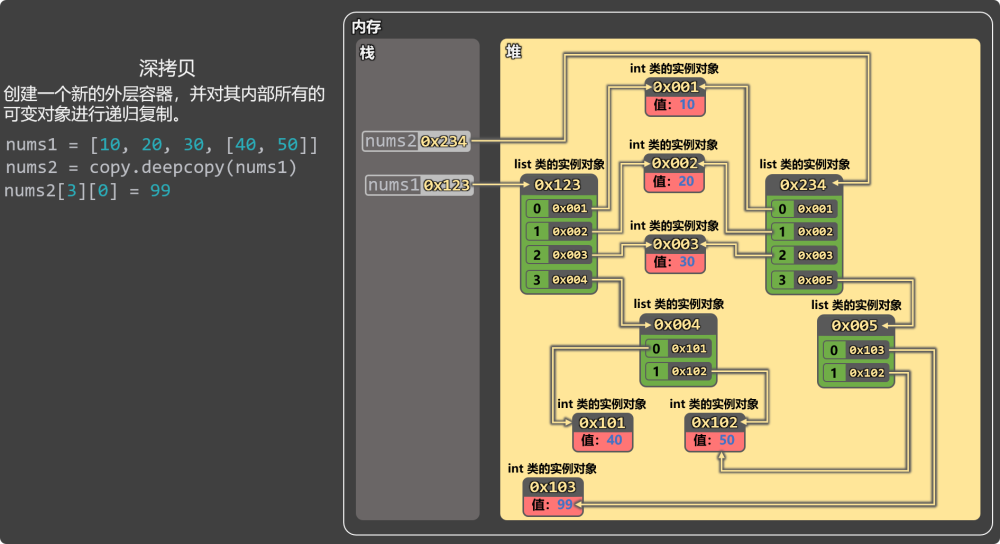 深拷贝
创建一个新的外层容器，并对其内部所有的
可变对象进行递归复制。
nums1 = [10, 20, 30, [40, 50]]
nums2 = copy.deepcopy(nums1)
nums2[3][0] = 99
内存
栈
nums2 0x234
nums1 0x123
堆
int 类的实例对象
0x001
值：10
int 类的实例对象
0x002
值：20
int 类的实例对象
0x003
值：30
list 类的实例对象
0x123
0 0x001
1 0x002
2 0x003
3 0x004
list 类的实例对象
0x234
0 0x001
1 0x002
2 0x003
3 0x005
list 类的实例对象
0x004
0 0x101
1 0x102
list 类的实例对象
0x005
0 0x103
1 0x102
int 类的实例对象
0x101
值：40
int 类的实例对象
0x102
值：50
int 类的实例对象
0x103
值：99